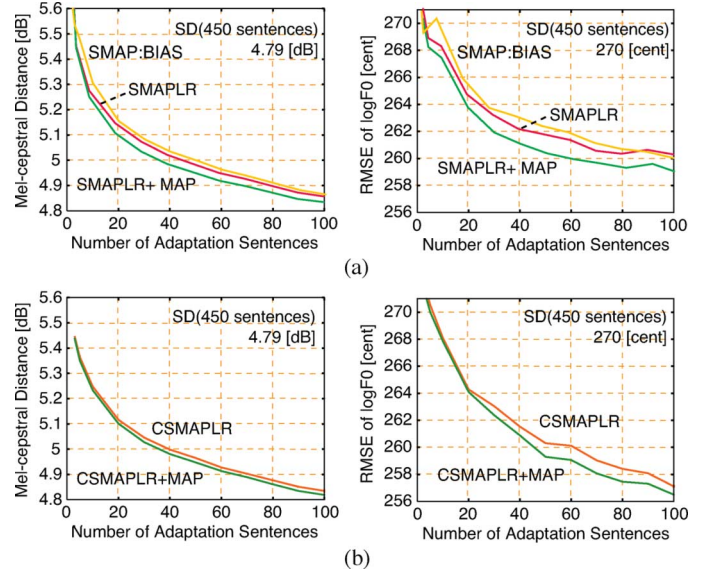 5.6
5.5
5.4
5.3
5.2
5.1
5
4.9
4.8
Mel-cepstral Distance [dB]
SD(450 sentences)
4.79 [dB]
SMAP:BIAS
SMAPLR
SMAPLR+ MAP
0 20 40 60 80 100
Number of Adaptation Sentences
270
268
266
264
262
260
258
256
RMSE of logF0 [cent]
SD(450 sentences)
270 [cent]
SMAP:BIAS
SMAPLR
SMAPLR+ MAP
0 20 40 60 80 100
Number of Adaptation Sentences
(a)
5.6
5.5
5.4
5.3
5.2
5.1
5
4.9
4.8
Mel-cepstral Distance [dB]
SD(450 sentences)
4.79 [dB]
CSMAPLR
CSMAPLR+MAP
0 20 40 60 80 100
Number of Adaptation Sentences
270
268
266
264
262
260
258
256
RMSE of logF0 [cent]
SD(450 sentences)
270 [cent]
CSMAPLR
CSMAPLR+MAP
0 20 40 60 80 100
Number of Adaptation Sentences
(b)